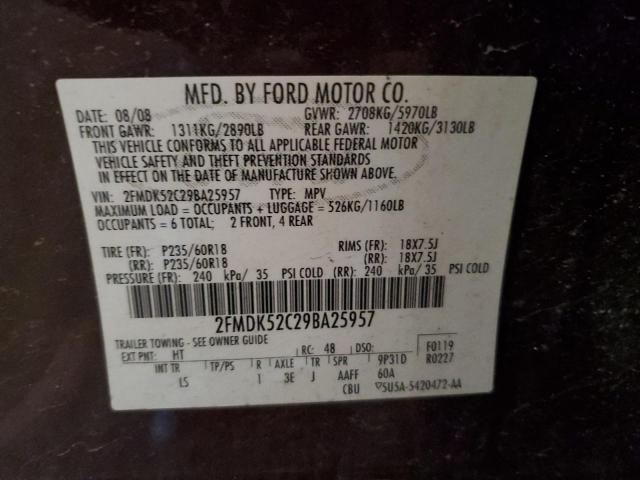 MFD. BY FORD MOTOR CO.
DATE: 08/08 GVWR: 2708KG/5970LB
FRONT GAWR: 1311KG/2890LB REAR GAWR: 1420KG/3130LB
THIS VEHICLE CONFORMS TO ALL APPLICABLE FEDERAL MOTOR
VEHICLE SAFETY AND THEFT PREVENTION STANDARDS
IN EFFECT ON THE DATE OF MANUFACTURE SHOWN ABOVE.
VIN: 2FMDK52C29BA25957 TYPE: MPV
MAXIMUM LOAD = OCCUPANTS + LUGGAGE = 526KG/1160LB
OCCUPANTS = 6 TOTAL; 2 FRONT, 4 REAR
TIRE (FR): P235/60R18 RIMS (FR): 18X7.5J
(RR): P235/60R18 (RR): 18X7.5J
PRESSURE (FR): 240 kPa/ 35 PSI COLD (RR): 240 kPa/ 35 PSI COLD
2FMDK52C29BA25957
TRAILER TOWING - SEE OWNER GUIDE F0119
EXT PNT: HT RC: 48 DSO: R0227
INT TR TP/PS R AXLE TR SPR 9P31D
LS 1 3E J AAFF 60A
CBU 5U5A-5420472-AA